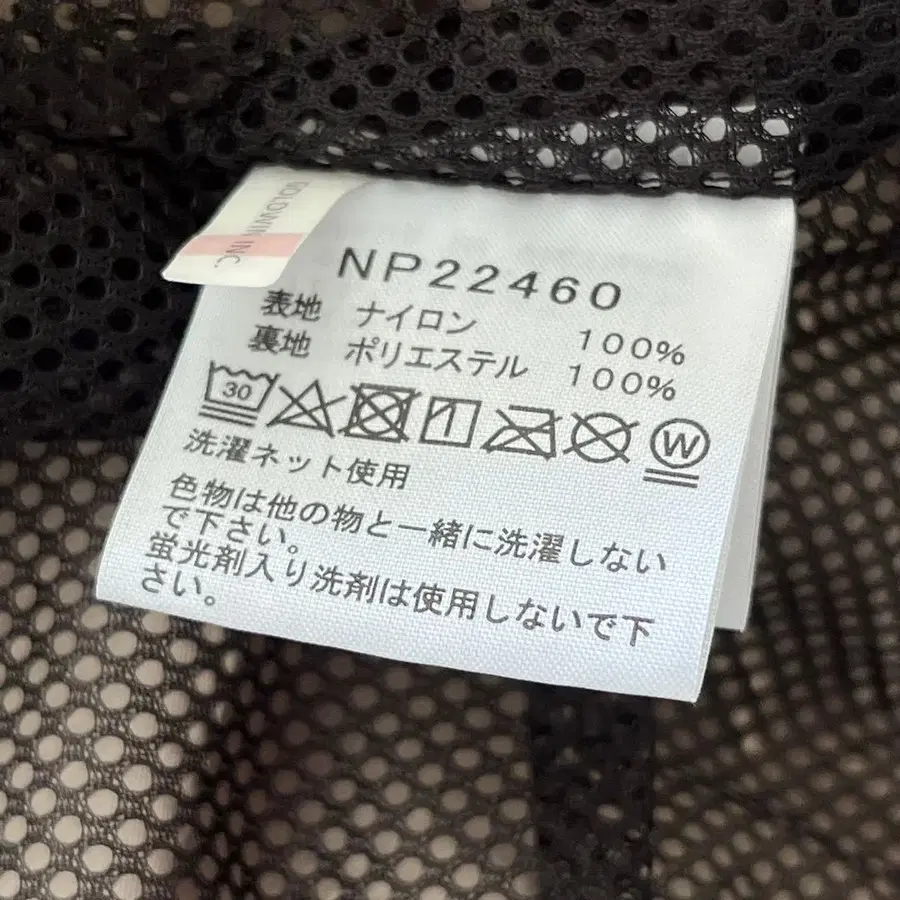 GOLDWIN INC.
NP22460
表地 ナイロン 100%
裏地 ポリエステル 100%
30
W
洗濯ネット使用
色物は他の物と一緒に洗濯しない
で下さい。
蛍光剤入り洗剤は使用しないで下
さい。